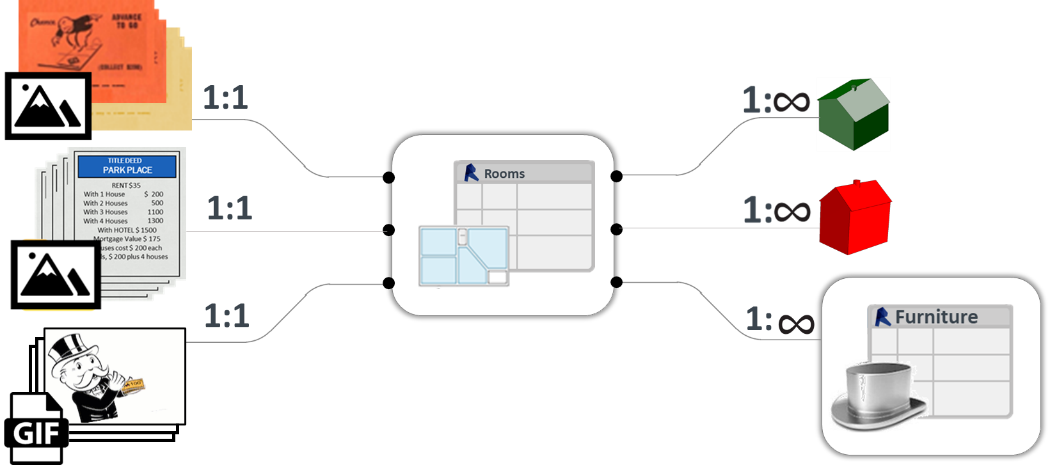 Chance
ADVANCE
TO GO
(COLLECT $200)
1:1
TITLE DEED
PARK PLACE
RENT $35
With 1 House $ 200
With 2 Houses 500
With 3 Houses 1100
With 4 Houses 1300
With HOTEL $ 1500
Mortgage Value $ 175
uses cost $ 200 each
ls, $ 200 plus 4 houses
1:1
GIF
1:1
Rooms
1:∞
1:∞
1:∞
Furniture